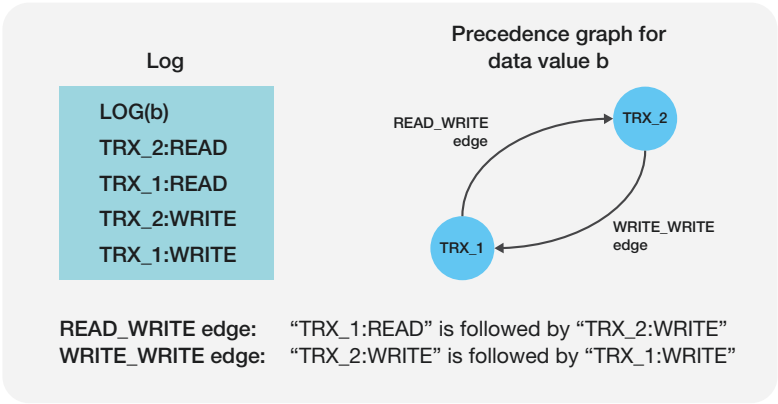 Log
LOG(b)
TRX_2:READ
TRX_1:READ
TRX_2:WRITE
TRX_1:WRITE
Precedence graph for
data value b
READ_WRITE
edge
TRX_2
WRITE_WRITE
edge
TRX_1
READ_WRITE edge: “TRX_1:READ” is followed by “TRX_2:WRITE”
WRITE_WRITE edge: “TRX_2:WRITE” is followed by “TRX_1:WRITE”